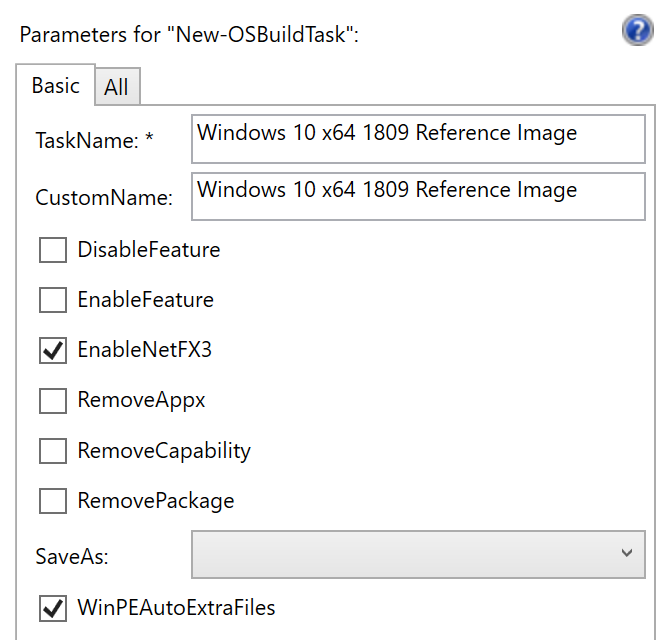 Parameters for "New-OSBuildTask":
Basic
All
TaskName: *
Windows 10 x64 1809 Reference Image
CustomName:
Windows 10 x64 1809 Reference Image
DisableFeature
EnableFeature
EnableNetFX3
RemoveAppx
RemoveCapability
RemovePackage
SaveAs:
WinPEAutoExtraFiles